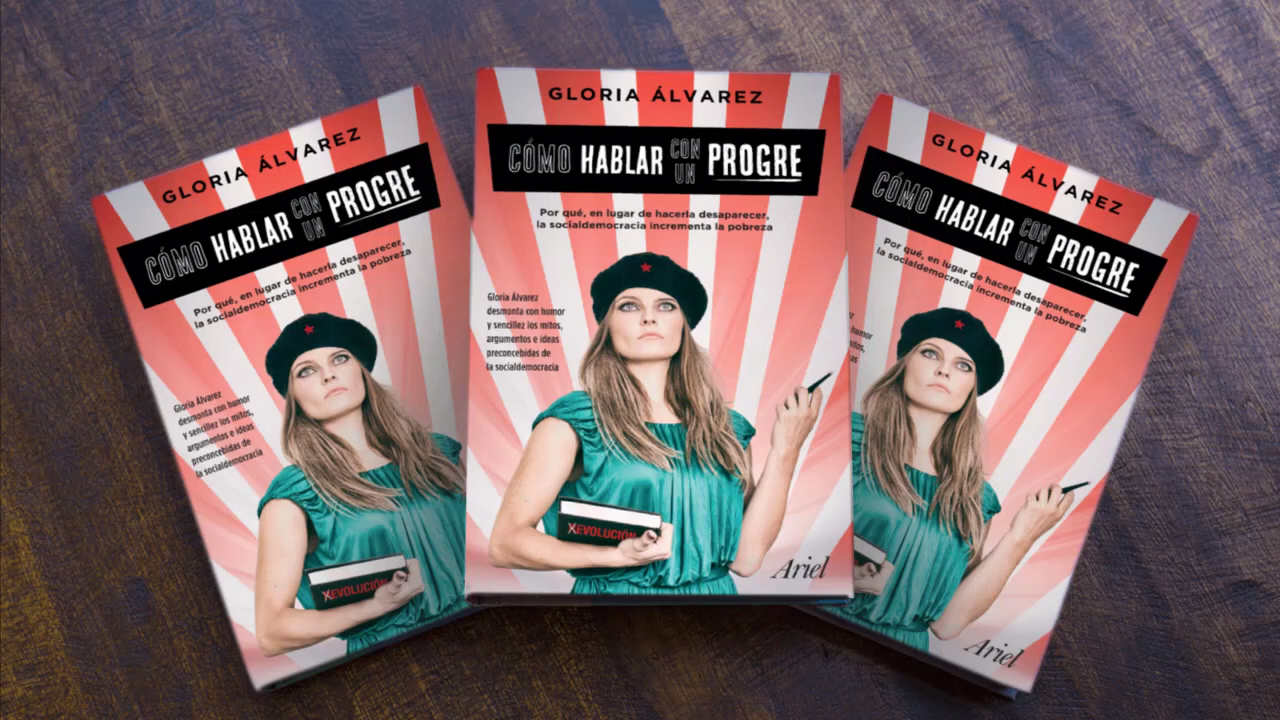 GLORIA ÁLVAREZ
CÓMO HABLAR CON UN PROGRE
Por qué, en lugar de hacerla desaparecer,
la socialdemocracia incrementa la pobreza
Gloria Álvarez
desmonta con humor
y sencillez los mitos,
argumentos e ideas
preconcebidas de
la socialdemocracia
XEVOLUCIÓN
GLORIA ÁLVAREZ
CÓMO HABLAR CON UN PROGRE
Por qué, en lugar de hacerla desaparecer,
la socialdemocracia incrementa la pobreza
Gloria Álvarez
desmonta con humor
y sencillez los mitos,
argumentos e ideas
preconcebidas de
la socialdemocracia
XEVOLUCIÓN
Ariel
GLORIA ÁLVAREZ
CÓMO HABLAR CON UN PROGRE
Por qué, en lugar de hacerla desaparecer,
la socialdemocracia incrementa la pobreza
humor
Ariel